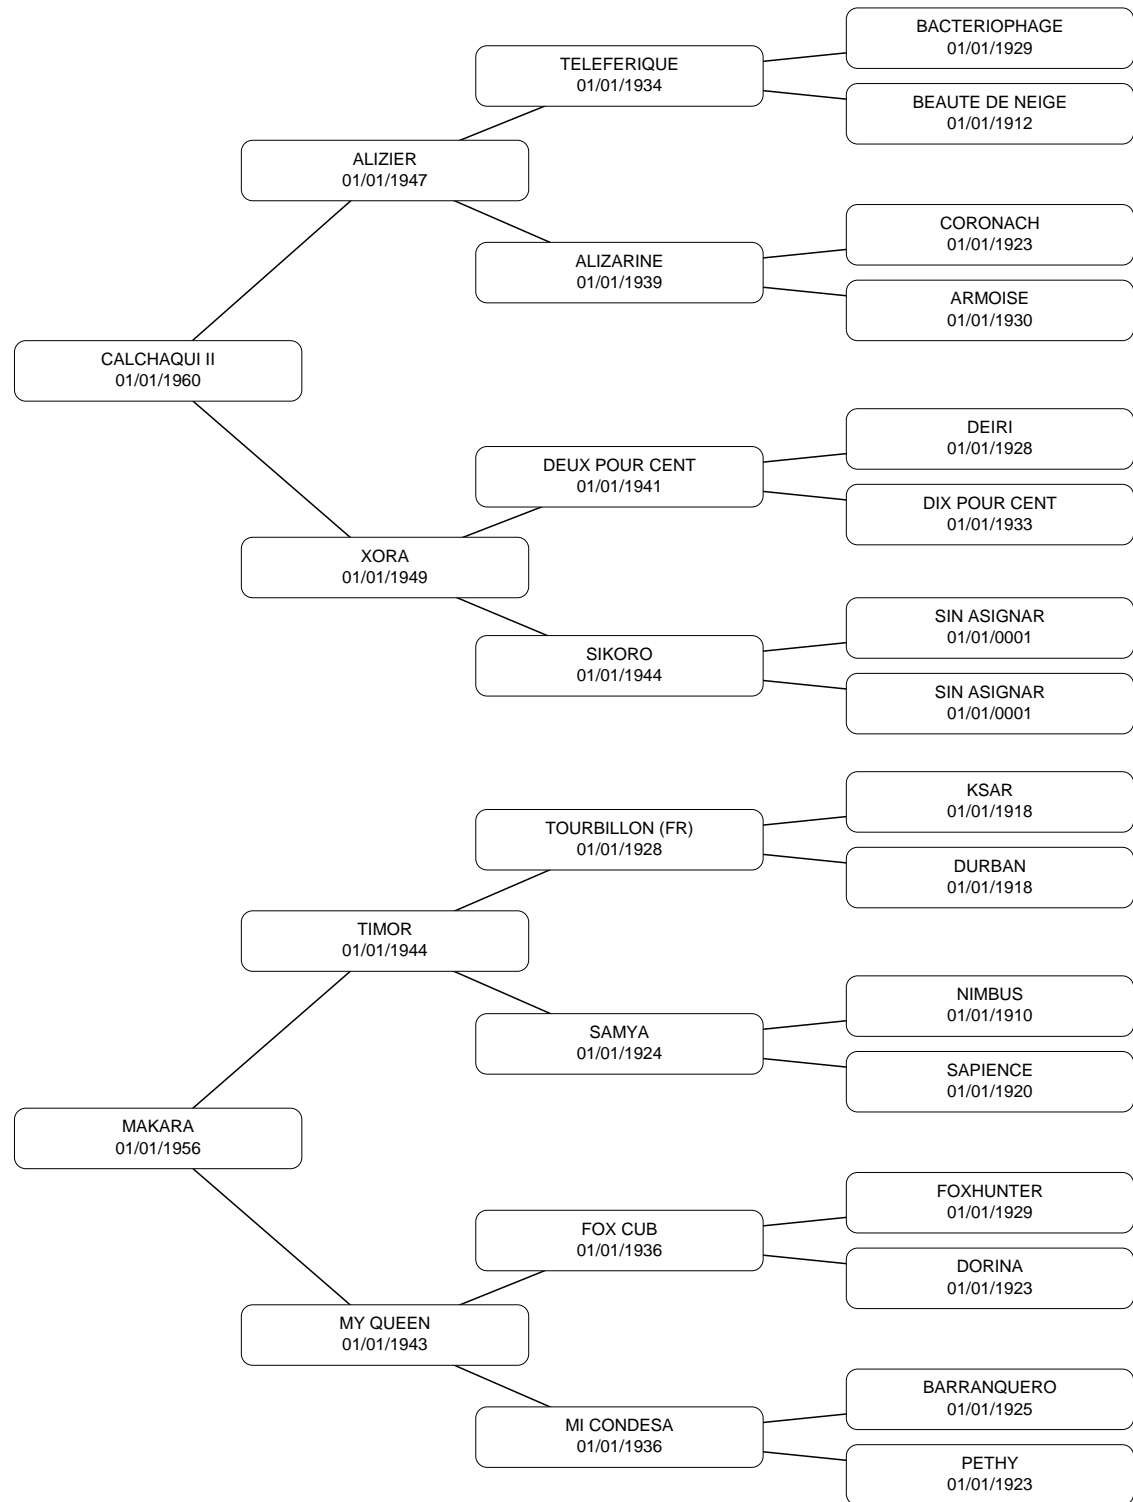 BACTERIOPHAGE
01/01/1929
TELEFERIQUE
01/01/1934
BEAUTE DE NEIGE
01/01/1912
ALIZIER
01/01/1947
CORONACH
01/01/1923
ALIZARINE
01/01/1939
ARMOISE
01/01/1930
CALCHAQUI II
01/01/1960
DEIRI
01/01/1928
DEUX POUR CENT
01/01/1941
DIX POUR CENT
01/01/1933
XORA
01/01/1949
SIN ASIGNAR
01/01/0001
SIKORO
01/01/1944
SIN ASIGNAR
01/01/0001
KSAR
01/01/1918
TOURBILLON (FR)
01/01/1928
DURBAN
01/01/1918
TIMOR
01/01/1944
NIMBUS
01/01/1910
SAMYA
01/01/1924
SAPIENCE
01/01/1920
MAKARA
01/01/1956
FOXHUNTER
01/01/1929
FOX CUB
01/01/1936
DORINA
01/01/1923
MY QUEEN
01/01/1943
BARRANQUERO
01/01/1925
MI CONDESA
01/01/1936
PETHY
01/01/1923